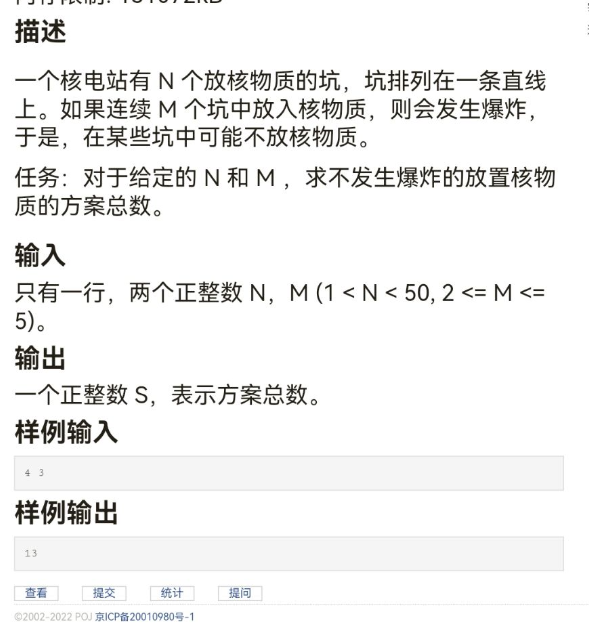 描述
一个核电站有 N 个放核物质的坑，坑排列在一条直线
上。如果连续 M 个坑中放入核物质，则会发生爆炸，
于是，在某些坑中可能不放核物质。
任务：对于给定的 N 和 M ，求不发生爆炸的放置核物
质的方案总数。
输入
只有一行，两个正整数 N，M (1 < N < 50, 2 <= M <=
5)。
输出
一个正整数 S，表示方案总数。
样例输入
4 3
样例输出
13
查看 提交 统计 提问
©2002-2022 POJ 京ICP备20010980号-1